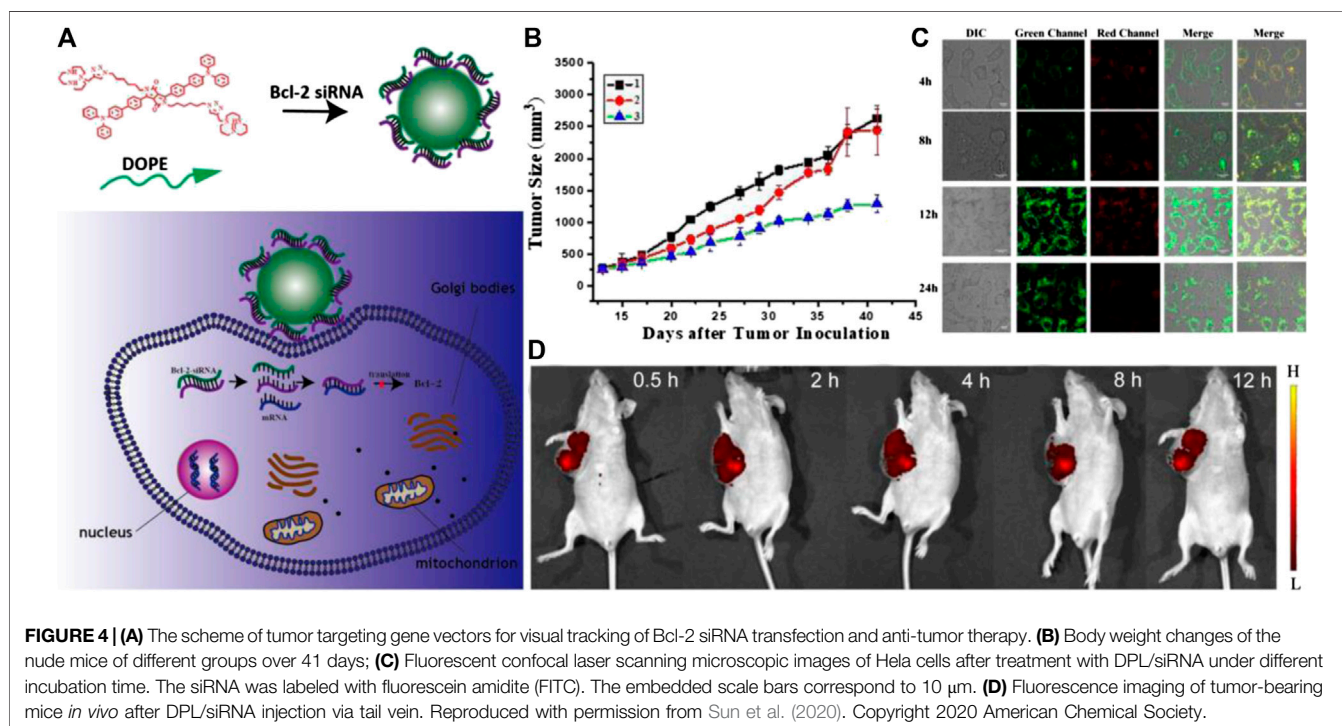 A
Bcl-2 siRNA
DOPE
Golgi bodies
Bcl-2-siRNA
translation
Bcl-2
mRNA
nucleus
mitochondrion
B
Tumor Size (mm³)
3500
3000
2500
2000
1500
1000
500
0
1
2
3
15 20 25 30 35 40 45
Days after Tumor Inoculation
C
DIC Green Channel Red Channel Merge Merge
4h
8h
12h
24h
D
0.5 h 2 h 4 h 8 h 12 h
H
L
FIGURE 4 | (A) The scheme of tumor targeting gene vectors for visual tracking of Bcl-2 siRNA transfection and anti-tumor therapy. (B) Body weight changes of the
nude mice of different groups over 41 days; (C) Fluorescent confocal laser scanning microscopic images of Hela cells after treatment with DPL/siRNA under different
incubation time. The siRNA was labeled with fluorescein amidite (FITC). The embedded scale bars correspond to 10 μm. (D) Fluorescence imaging of tumor-bearing
mice in vivo after DPL/siRNA injection via tail vein. Reproduced with permission from Sun et al. (2020). Copyright 2020 American Chemical Society.